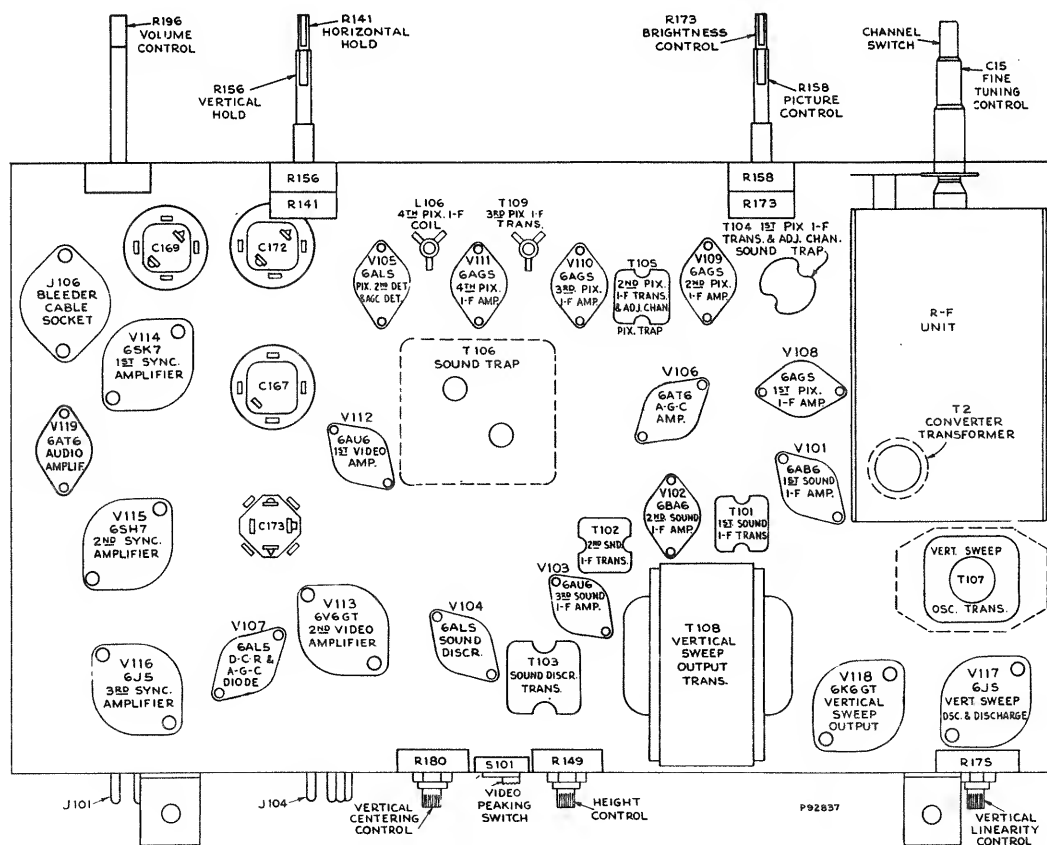 R196
VOLUME
CONTROL
R141
HORIZONTAL
HOLD
R156
VERTICAL
HOLD
R173
BRIGHTNESS
CONTROL
R158
PICTURE
CONTROL
CHANNEL
SWITCH
C15
FINE
TUNING
CONTROL
R156
R141
R158
R173
C169
C172
L106
4TH PIX. I-F
COIL
T109
3RD PIX I-F
TRANS.
T104 1ST PIX I-F
TRANS. & ADJ. CHAN.
SOUND TRAP
J106
BLEEDER
CABLE
SOCKET
V105
6AL5
PIX. 2ND DET.
& AGC DET.
V111
6AG5
4TH PIX.
I-F AMP.
V110
6AG5
3RD PIX.
I-F AMP.
T105
2ND PIX.
I-F TRANS.
& ADJ. CHAN.
PIX. TRAP
V109
6AG5
2ND PIX.
I-F AMP.
R-F
UNIT
V114
6SK7
1ST SYNC.
AMPLIFIER
C167
T106
SOUND TRAP
V106
6AT6
A-G-C
AMP.
V108
6AG5
1ST PIX.
I-F AMP.
T2
CONVERTER
TRANSFORMER
V119
6AT6
AUDIO
AMPLIF.
V112
6AU6
1ST VIDEO
AMP.
V101
6AB6
1ST SOUND
I-F AMP.
V115
6SH7
2ND SYNC.
AMPLIFIER
C173
V102
6BA6
2ND. SOUND
I-F AMP.
T101
1ST SOUND
I-F TRANS.
T102
2ND SND.
I-F TRANS.
VERT. SWEEP
T107
OSC. TRANS.
V103
6AU6
3RD SOUND
I-F AMP.
V113
6V6GT
2ND VIDEO
AMPLIFIER
V104
6AL5
SOUND
DISCR.
V107
6AL5
D-C-R &
A-G-C
DIODE
T108
VERTICAL
SWEEP
OUTPUT
TRANS.
V116
6J5
3RD SYNC.
AMPLIFIER
T103
SOUND DISCR.
TRANS.
V118
6K6GT
VERTICAL
SWEEP
OUTPUT
V117
6J5
VERT. SWEEP
OSC. & DISCHARGE
R180
S101
R149
R175
J101
J104
VERTICAL
CENTERING
CONTROL
VIDEO
PEAKING
SWITCH
HEIGHT
CONTROL
P92837
VERTICAL
LINEARITY
CONTROL